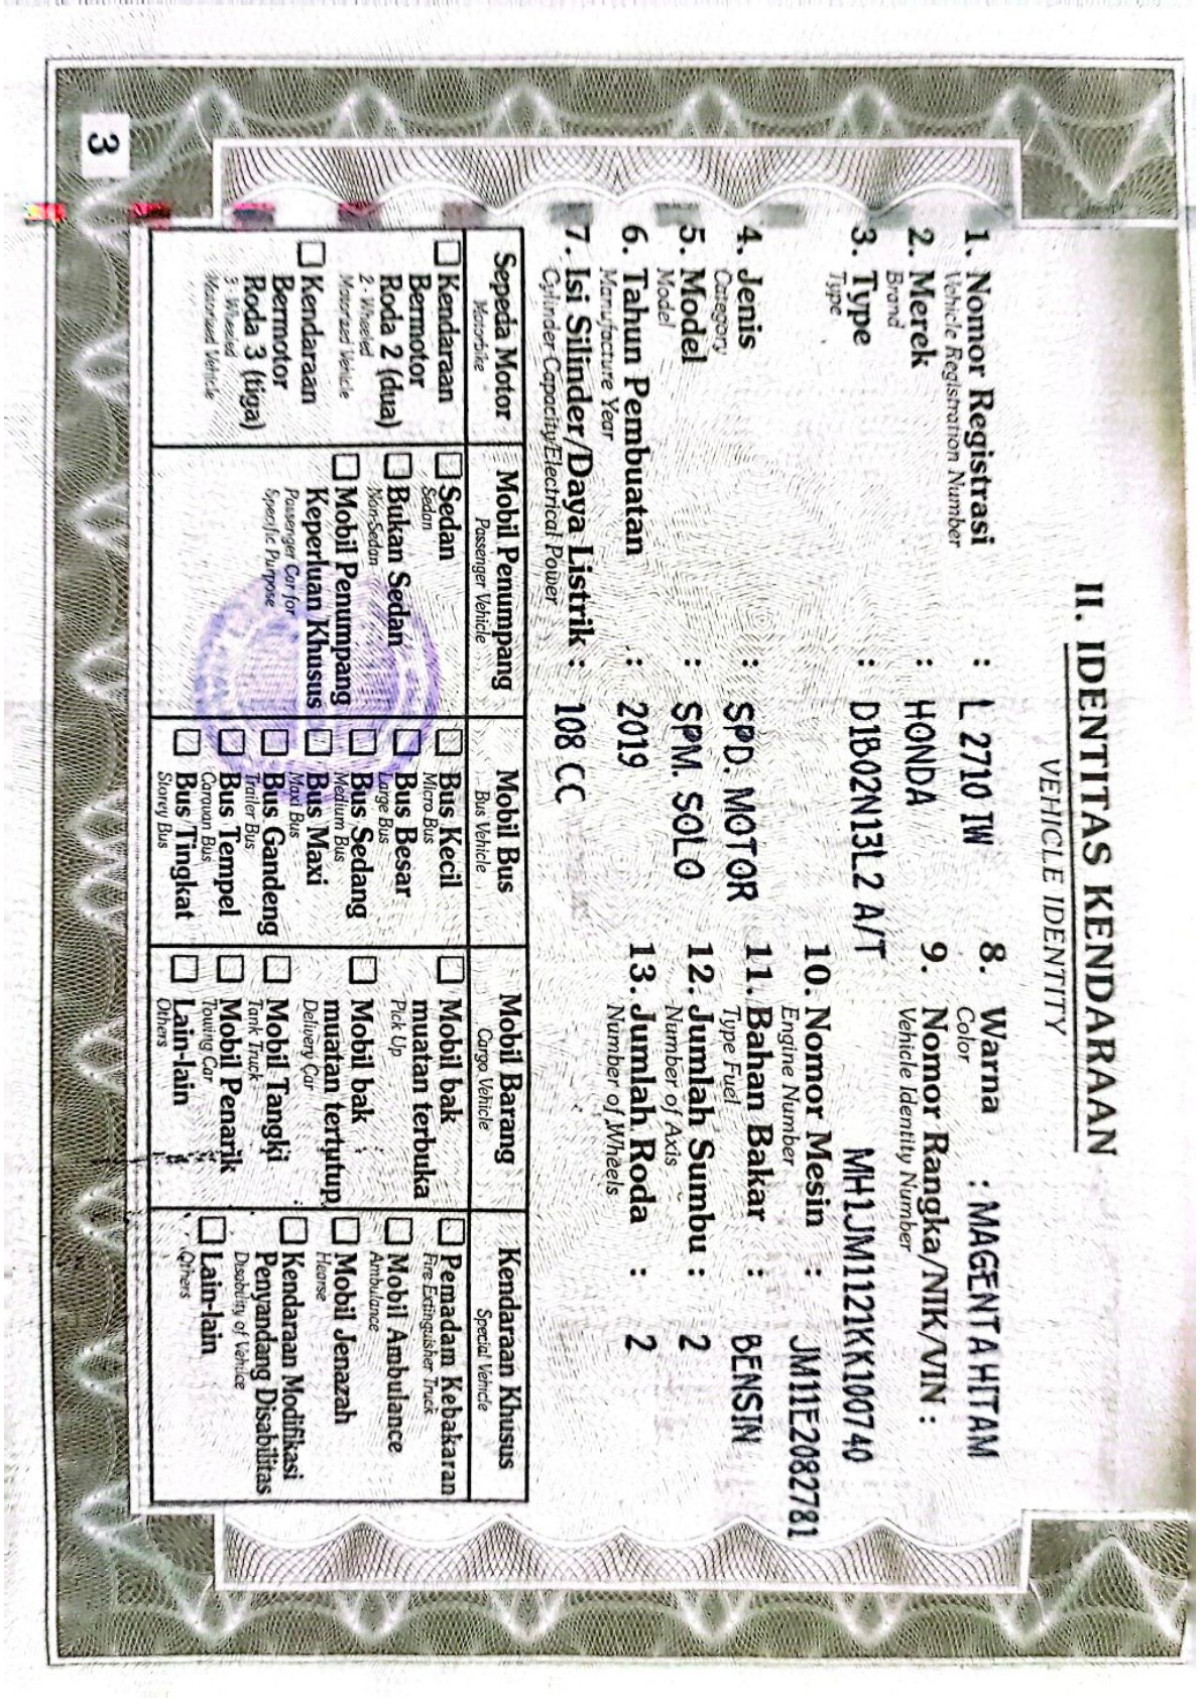 II. IDENTITAS KENDARAAN
VEHICLE IDENTITY
1. Nomor Registrasi : L 2710 IW
Vehicle Registration Number
2. Merek : HONDA
Brand
3. Type : D1B02N13L2 A/T
Type
4. Jenis : SPD. MOTOR
Category
5. Model : SPM. SOLO
Model
6. Tahun Pembuatan : 2019
Manufacture Year
7. Isi Silinder/Daya Listrik : 108 CC
Cylinder Capacity/Electrical Power
8. Warna : MAGENTA HITAM
Color
9. Nomor Rangka/NIK/VIN :
Vehicle Identity Number
MH1JM1121KK100740
10. Nomor Mesin : JM11E2082781
Engine Number
11. Bahan Bakar : BENSIN
Type Fuel
12. Jumlah Sumbu : 2
Number of Axis
13. Jumlah Roda : 2
Number of Wheels
Sepeda Motor
Motorbike
Kendaraan
Bermotor
Roda 2 (dua)
2 - Wheeled
Motorized Vehicle
Kendaraan
Bermotor
Roda 3 (tiga)
3 - Wheeled
Motorized Vehicle
Mobil Penumpang
Passenger Vehicle
Sedan
Sedan
Bukan Sedan
Non-Sedan
Mobil Penumpang
Keperluan Khusus
Passenger Car for
Specific Purpose
Mobil Bus
Bus Vehicle
Bus Kecil
Micro Bus
Bus Besar
Large Bus
Bus Sedang
Medium Bus
Bus Maxi
Maxi Bus
Bus Gandeng
Trailer Bus
Bus Tempel
Caravan Bus
Bus Tingkat
Storey Bus
Mobil Barang
Cargo Vehicle
Mobil bak
muatan terbuka
Pick Up
Mobil bak
muatan tertutup
Delivery Car
Mobil Tangki
Tank Truck
Mobil Penarik
Towing Car
Lain-lain
Others
Kendaraan Khusus
Special Vehicle
Pemadam Kebakaran
Fire Extinguisher Truck
Mobil Ambulance
Ambulance
Mobil Jenazah
Hearse
Kendaraan Modifikasi
Penyandang Disabilitas
Disability of Vehicle
Lain-lain
Others
3